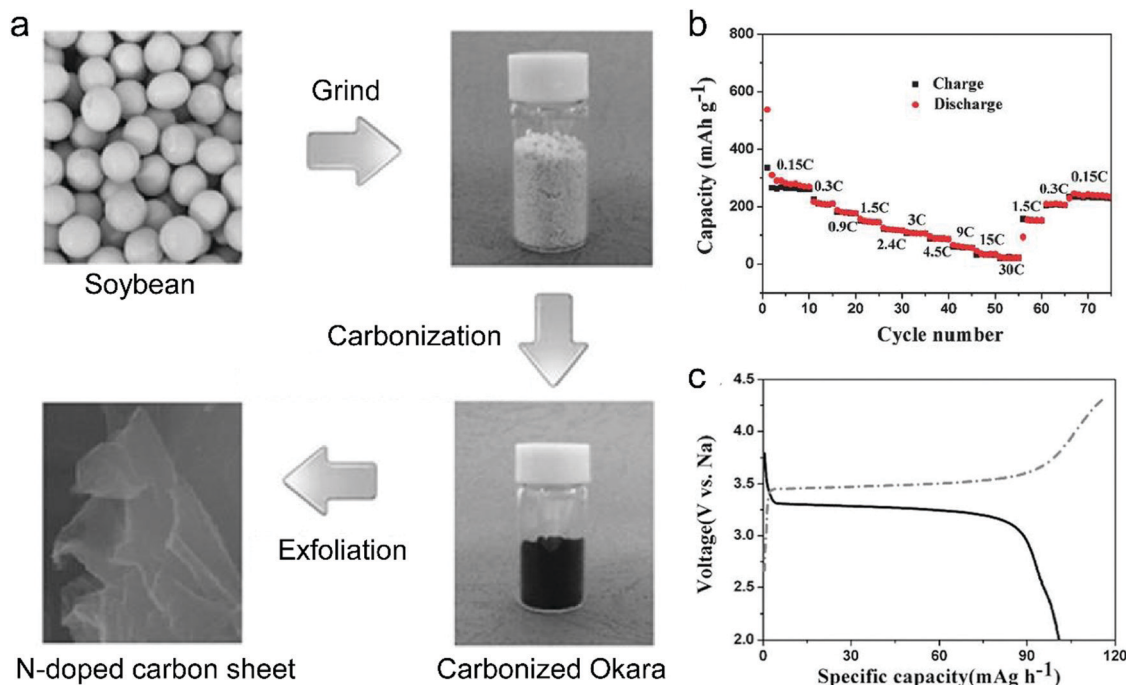 a
Grind
Soybean
Carbonization
Exfoliation
N-doped carbon sheet
Carbonized Okara
b
800
600
400
200
0
Capacity (mAh g⁻¹)
Charge
Discharge
0.15C
0.3C
0.9C
1.5C
2.4C
3C
4.5C
9C
15C
30C
1.5C
0.3C
0.15C
0 10 20 30 40 50 60 70
Cycle number
c
4.5
4.0
3.5
3.0
2.5
2.0
Voltage(V vs. Na)
0 30 60 90 120
Specific capacity(mAg h⁻¹)